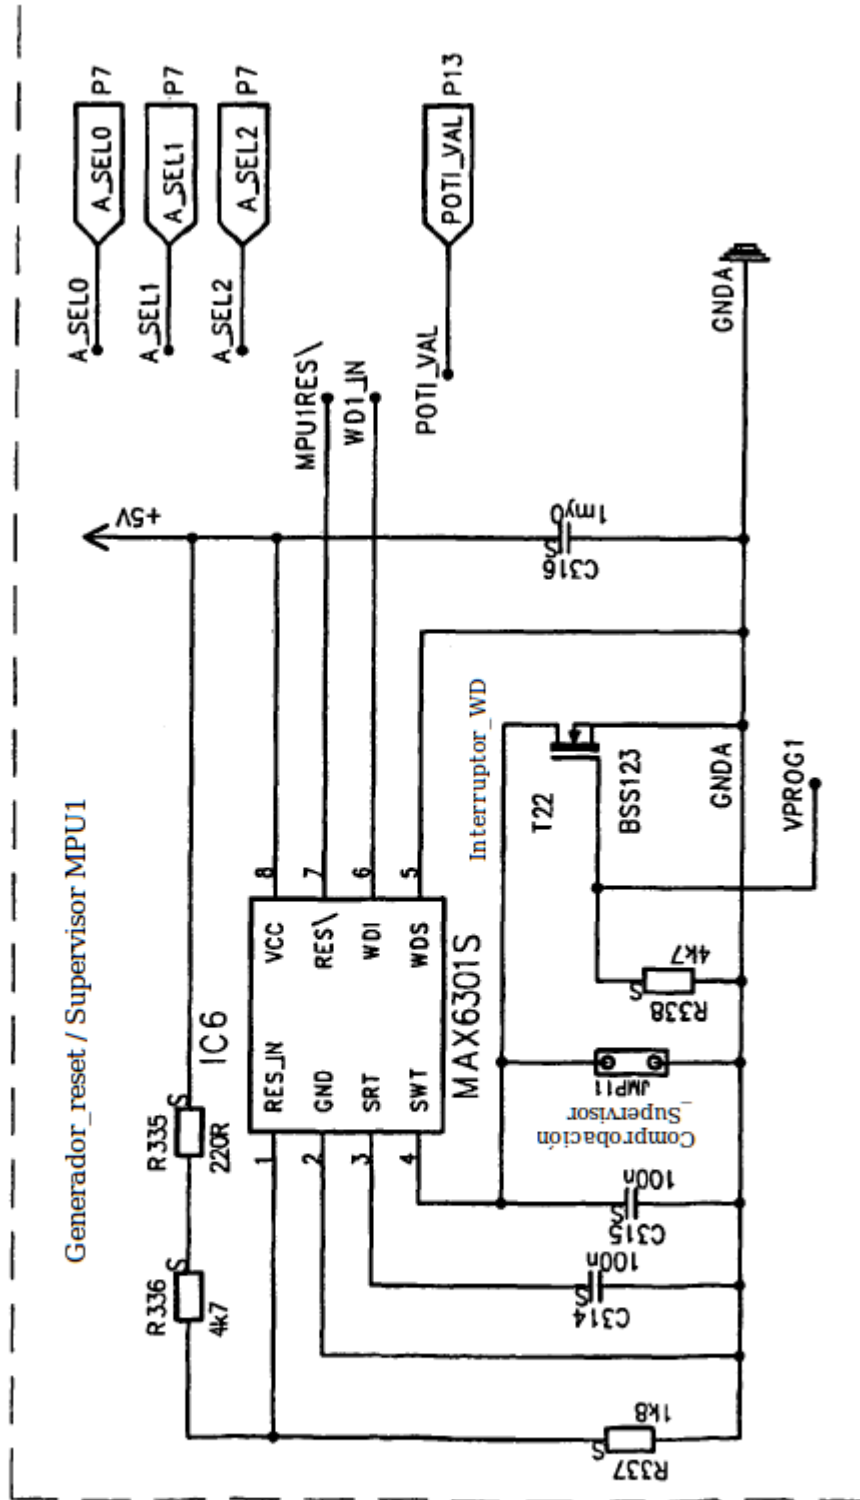 Generador_reset / Supervisor MPU1
A_SEL0
A_SEL0
P7
A_SEL1
A_SEL1
P7
A_SEL2
A_SEL2
P7
MPU1RES\
WD1_IN
POTI_VAL
POTI_VAL
P13
+5V
R336
4k7
S
R335
220R
S
IC6
MAX6301S
1
RES_IN
VCC
8
2
GND
RES\
7
3
SRT
WDI
6
4
SWT
WDS
5
Interruptor_WD
S
C316
1my0
T22
BSS123
GNDA
GNDA
VPROG1
S
R338
4k7
JMP11
Comprobación
_Supervisor
S
C315
100n
S
C314
100n
S
R337
1k8